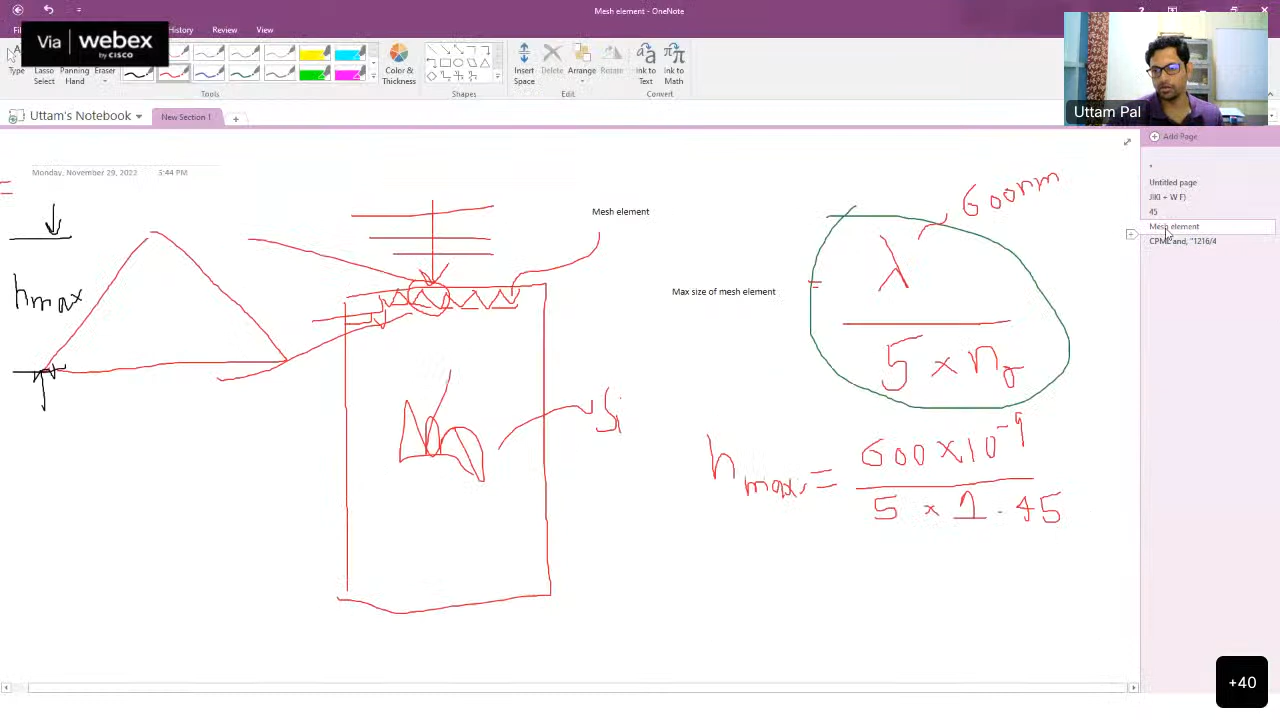 Mesh element - OneNote
Via webex
by CISCO
History Review View
Type Lasso Select Panning Hand Eraser
Color & Thickness
Insert Space Delete Arrange Rotate
Ink to Text Ink to Math
Tools Shapes Edit Convert
Uttam Pal
Uttam's Notebook New Section 1
Add Page
Untitled page
45
Mesh element
Monday, November 29, 2022
Mesh element
600nm
hmax
Max size of mesh element =
λ
5 × nr
Si
hmax = 600×10⁻⁹
5 × 1.45
+40